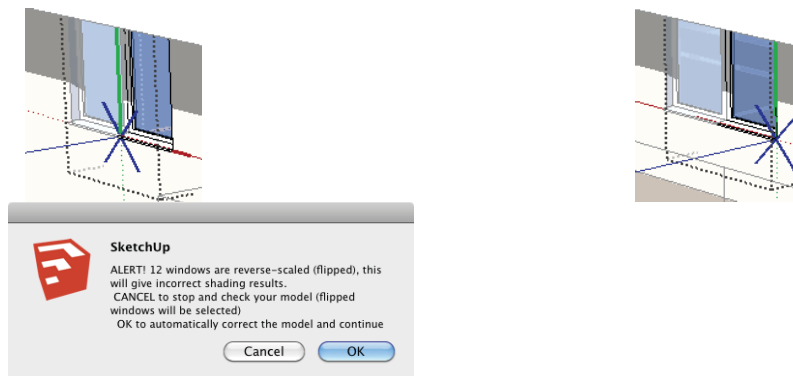 SketchUp
ALERT! 12 windows are reverse-scaled (flipped), this
will give incorrect shading results.
CANCEL to stop and check your model (flipped
windows will be selected)
OK to automatically correct the model and continue
Cancel
OK